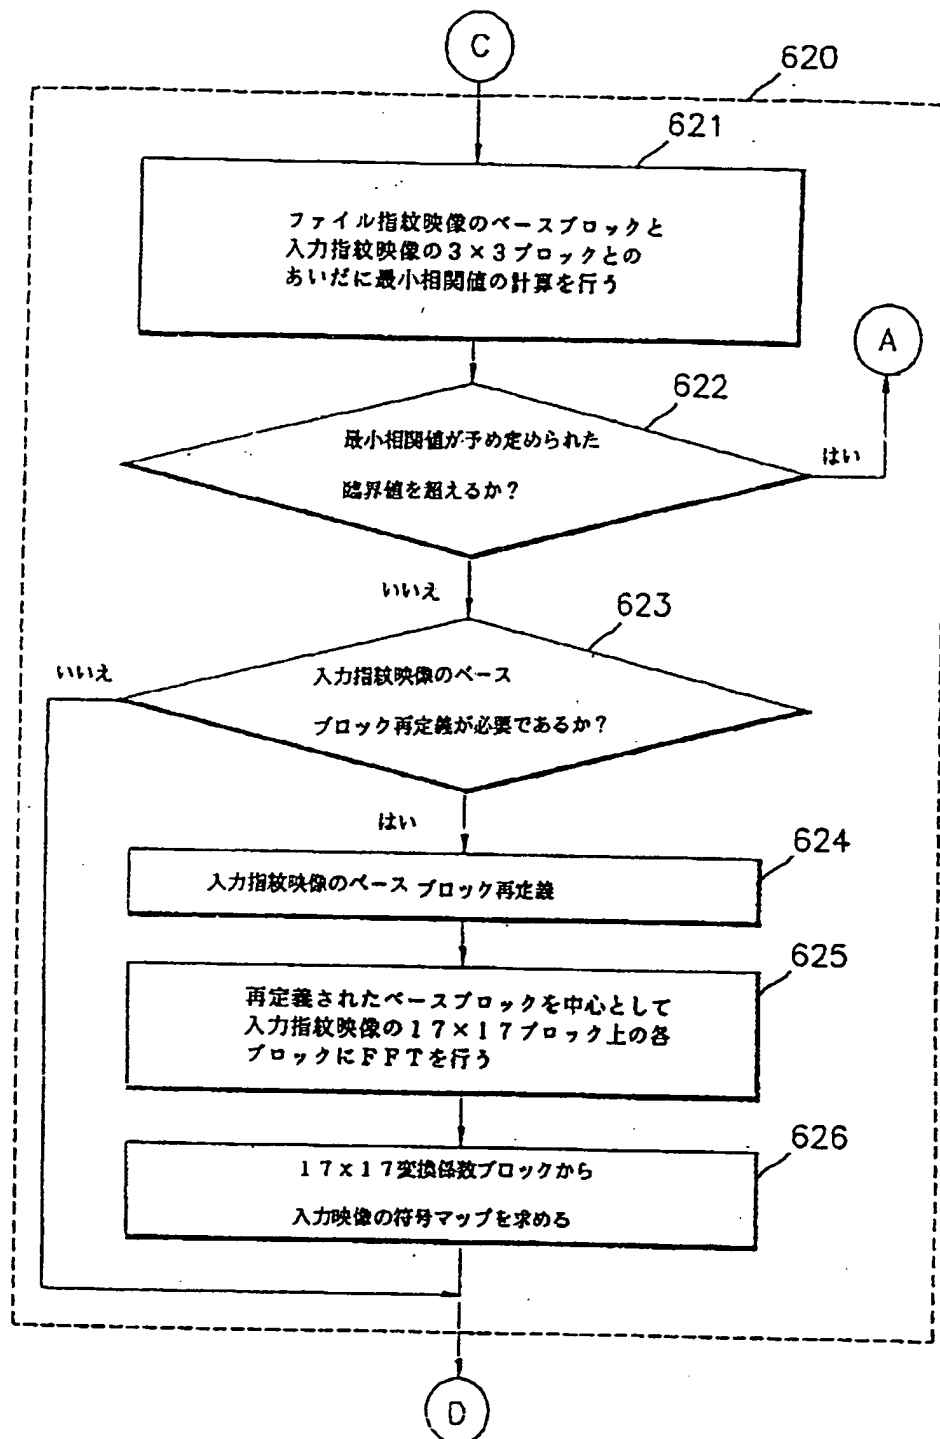 C
620
621
ファイル指紋映像のベースブロックと
入力指紋映像の3×3ブロックとの
あいだに最小相関値の計算を行う
A
622
最小相関値が予め定められた
臨界値を超えるか?
はい
いいえ
623
いいえ
入力指紋映像のベース
ブロック再定義が必要であるか?
はい
624
入力指紋映像のベース ブロック再定義
625
再定義されたベースブロックを中心として
入力指紋映像の17×17ブロック上の各
ブロックにFFTを行う
626
17×17変換係数ブロックから
入力映像の符号マップを求める
D